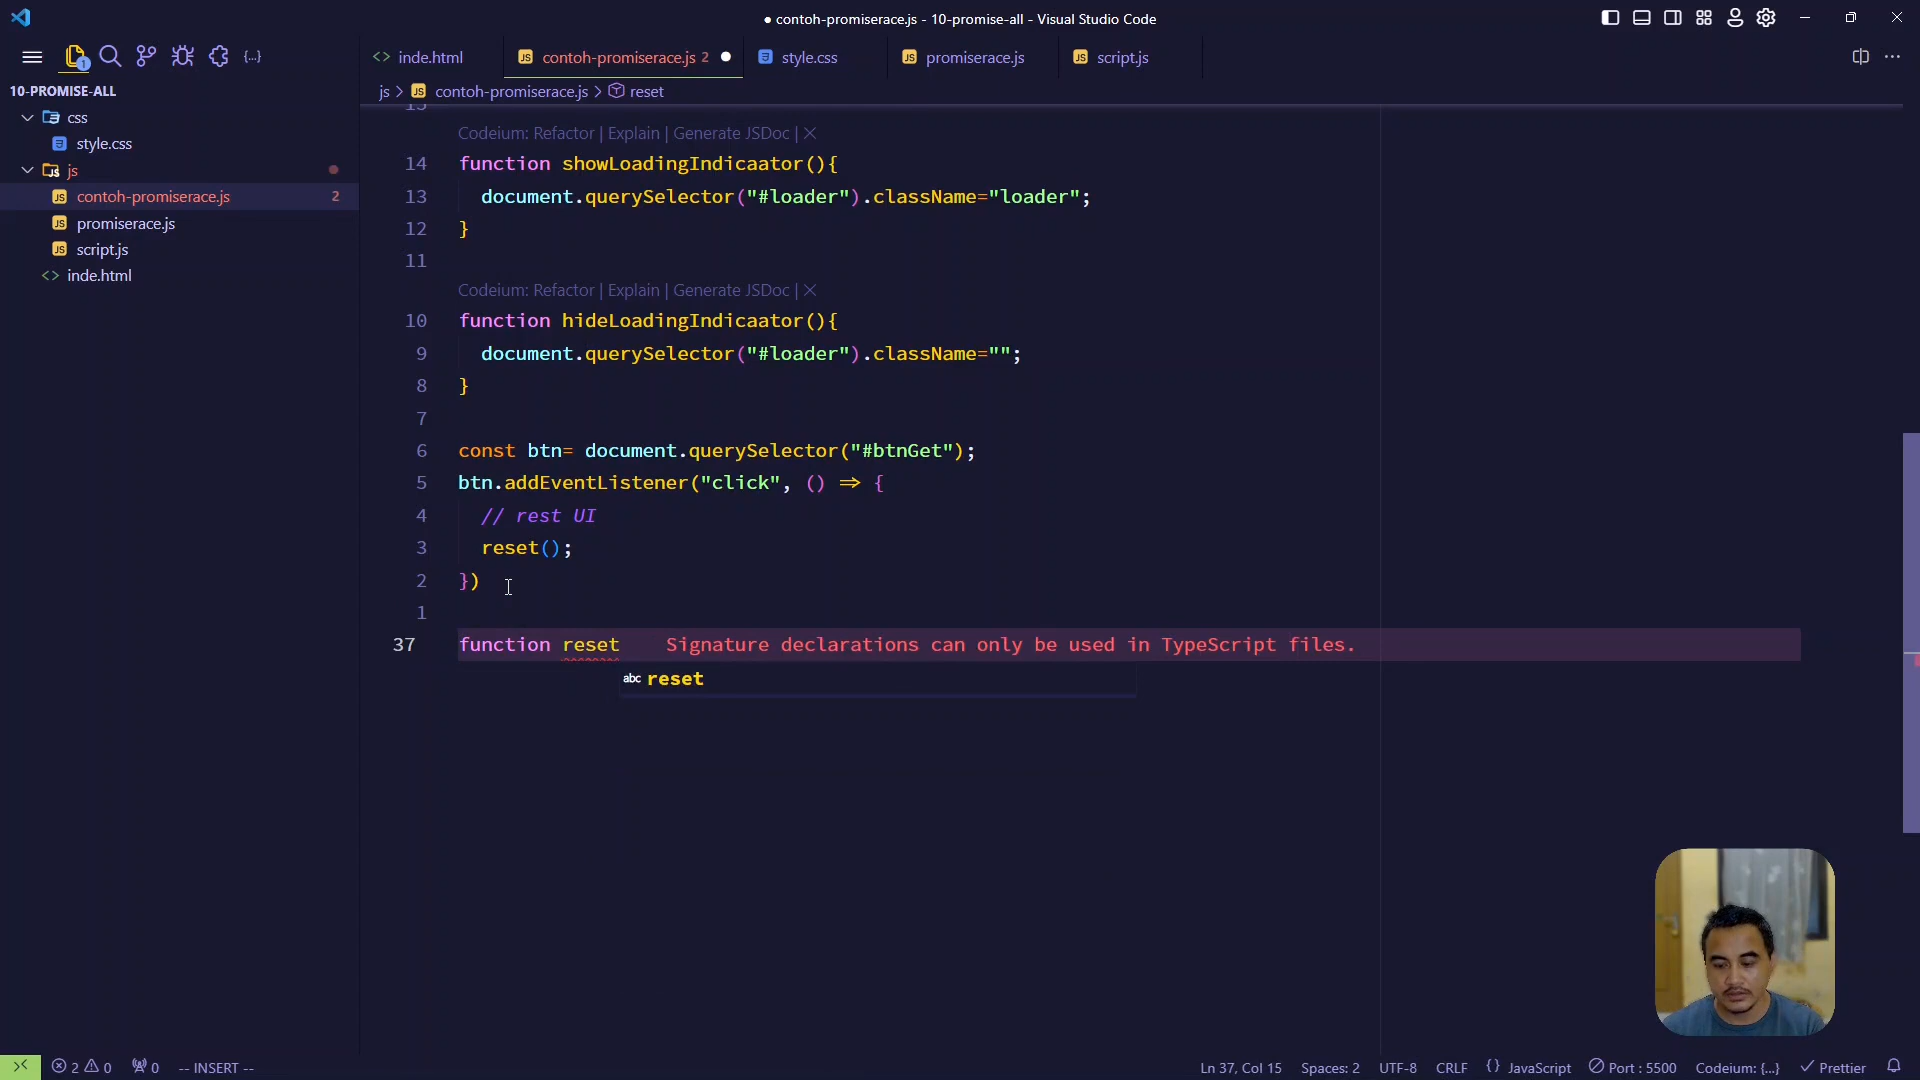 ● contoh-promiserace.js - 10-promise-all - Visual Studio Code
inde.html
contoh-promiserace.js 2
style.css
promiserace.js
script.js
10-PROMISE-ALL
css
style.css
js
contoh-promiserace.js 2
promiserace.js
script.js
inde.html
js > contoh-promiserace.js > reset
Codeium: Refactor | Explain | Generate JSDoc | ×
14 function showLoadingIndicaator(){
13 document.querySelector("#loader").className="loader";
12 }
11
Codeium: Refactor | Explain | Generate JSDoc | ×
10 function hideLoadingIndicaator(){
9 document.querySelector("#loader").className="";
8 }
7
6 const btn= document.querySelector("#btnGet");
5 btn.addEventListener("click", () => {
4 // rest UI
3 reset();
2 })
1
37 function reset Signature declarations can only be used in TypeScript files.
abc reset
2 0 0 -- INSERT -- Ln 37, Col 15 Spaces: 2 UTF-8 CRLF {} JavaScript Port : 5500 Codeium: {...} Prettier